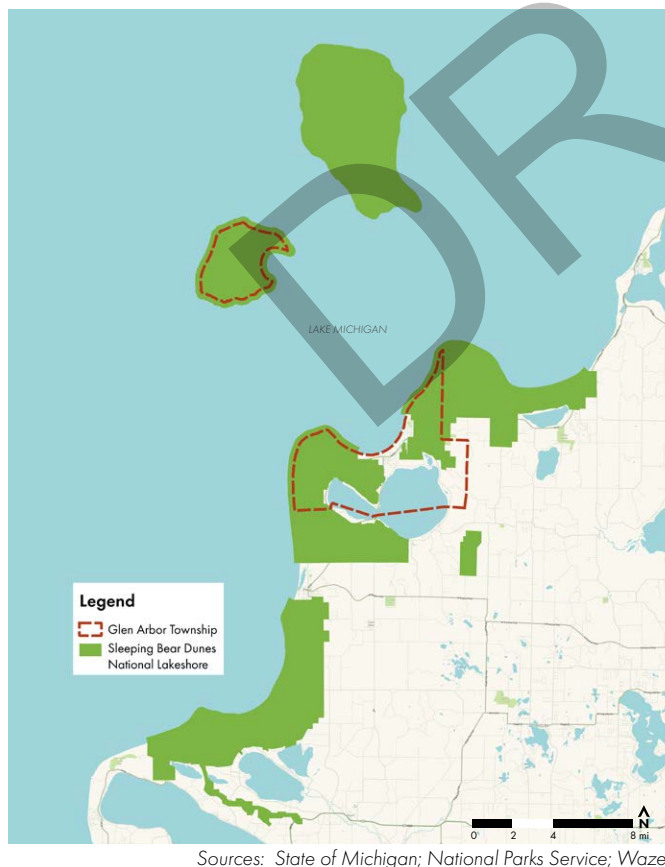 DR
LAKE MICHIGAN
Legend
Glen Arbor Township
Sleeping Bear Dunes
National Lakeshore
N
0 2 4 8 mi
Sources: State of Michigan; National Parks Service; Waze